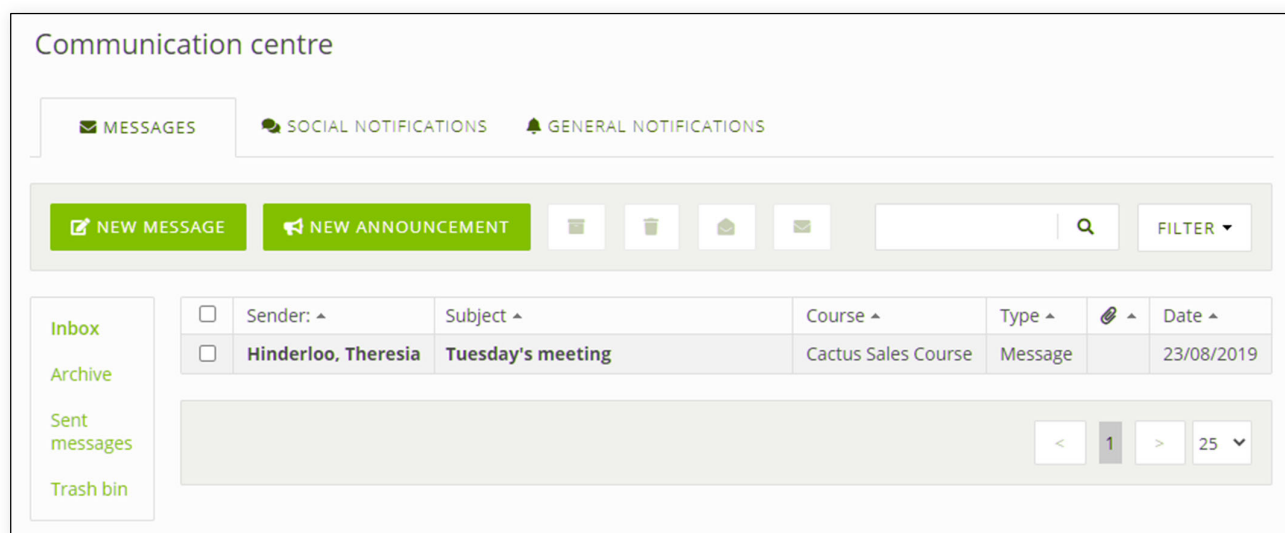 Communication centre
MESSAGES SOCIAL NOTIFICATIONS GENERAL NOTIFICATIONS
NEW MESSAGE NEW ANNOUNCEMENT FILTER
Inbox
Archive
Sent
messages
Trash bin
Sender: Subject Course Type Date
Hinderloo, Theresia Tuesday's meeting Cactus Sales Course Message 23/08/2019
< 1 > 25